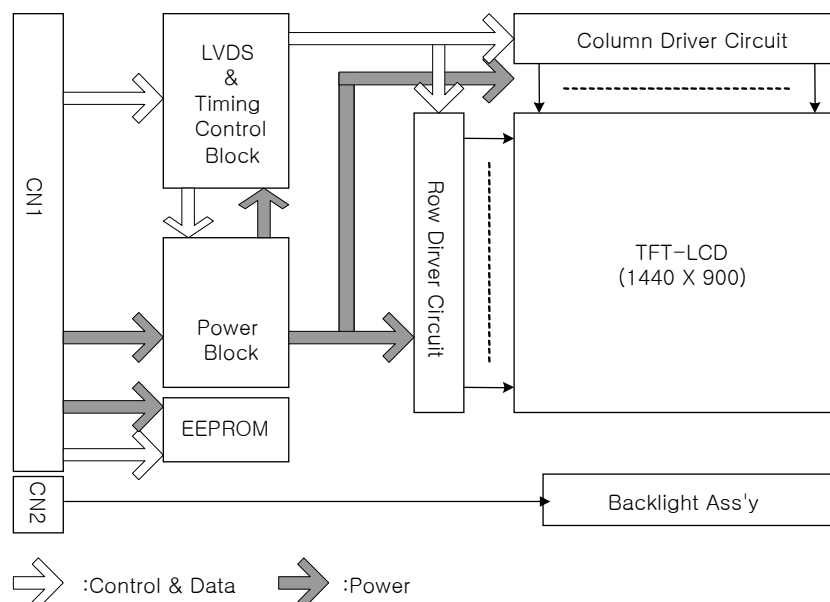 LVDS
&
Timing
Control
Block
Column Driver Circuit
CN1
Row Dirver Circuit
TFT-LCD
(1440 X 900)
Power
Block
EEPROM
CN2
Backlight Ass'y
:Control & Data
:Power